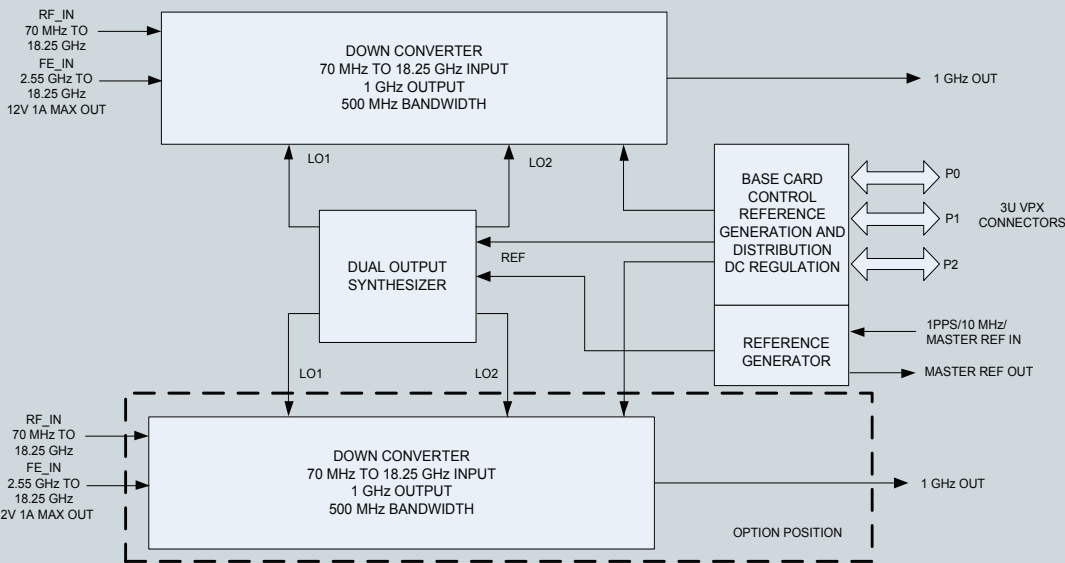 RF_IN
70 MHz TO
18.25 GHz
FE_IN
2.55 GHz TO
18.25 GHz
12V 1A MAX OUT
DOWN CONVERTER
70 MHz TO 18.25 GHz INPUT
1 GHz OUTPUT
500 MHz BANDWIDTH
1 GHz OUT
LO1
LO2
BASE CARD
CONTROL
REFERENCE
GENERATION AND
DISTRIBUTION
DC REGULATION
P0
P1
P2
3U VPX
CONNECTORS
DUAL OUTPUT
SYNTHESIZER
REF
REFERENCE
GENERATOR
1PPS/10 MHz/
MASTER REF IN
MASTER REF OUT
LO1
LO2
RF_IN
70 MHz TO
18.25 GHz
FE_IN
2.55 GHz TO
18.25 GHz
2V 1A MAX OUT
DOWN CONVERTER
70 MHz TO 18.25 GHz INPUT
1 GHz OUTPUT
500 MHz BANDWIDTH
1 GHz OUT
OPTION POSITION